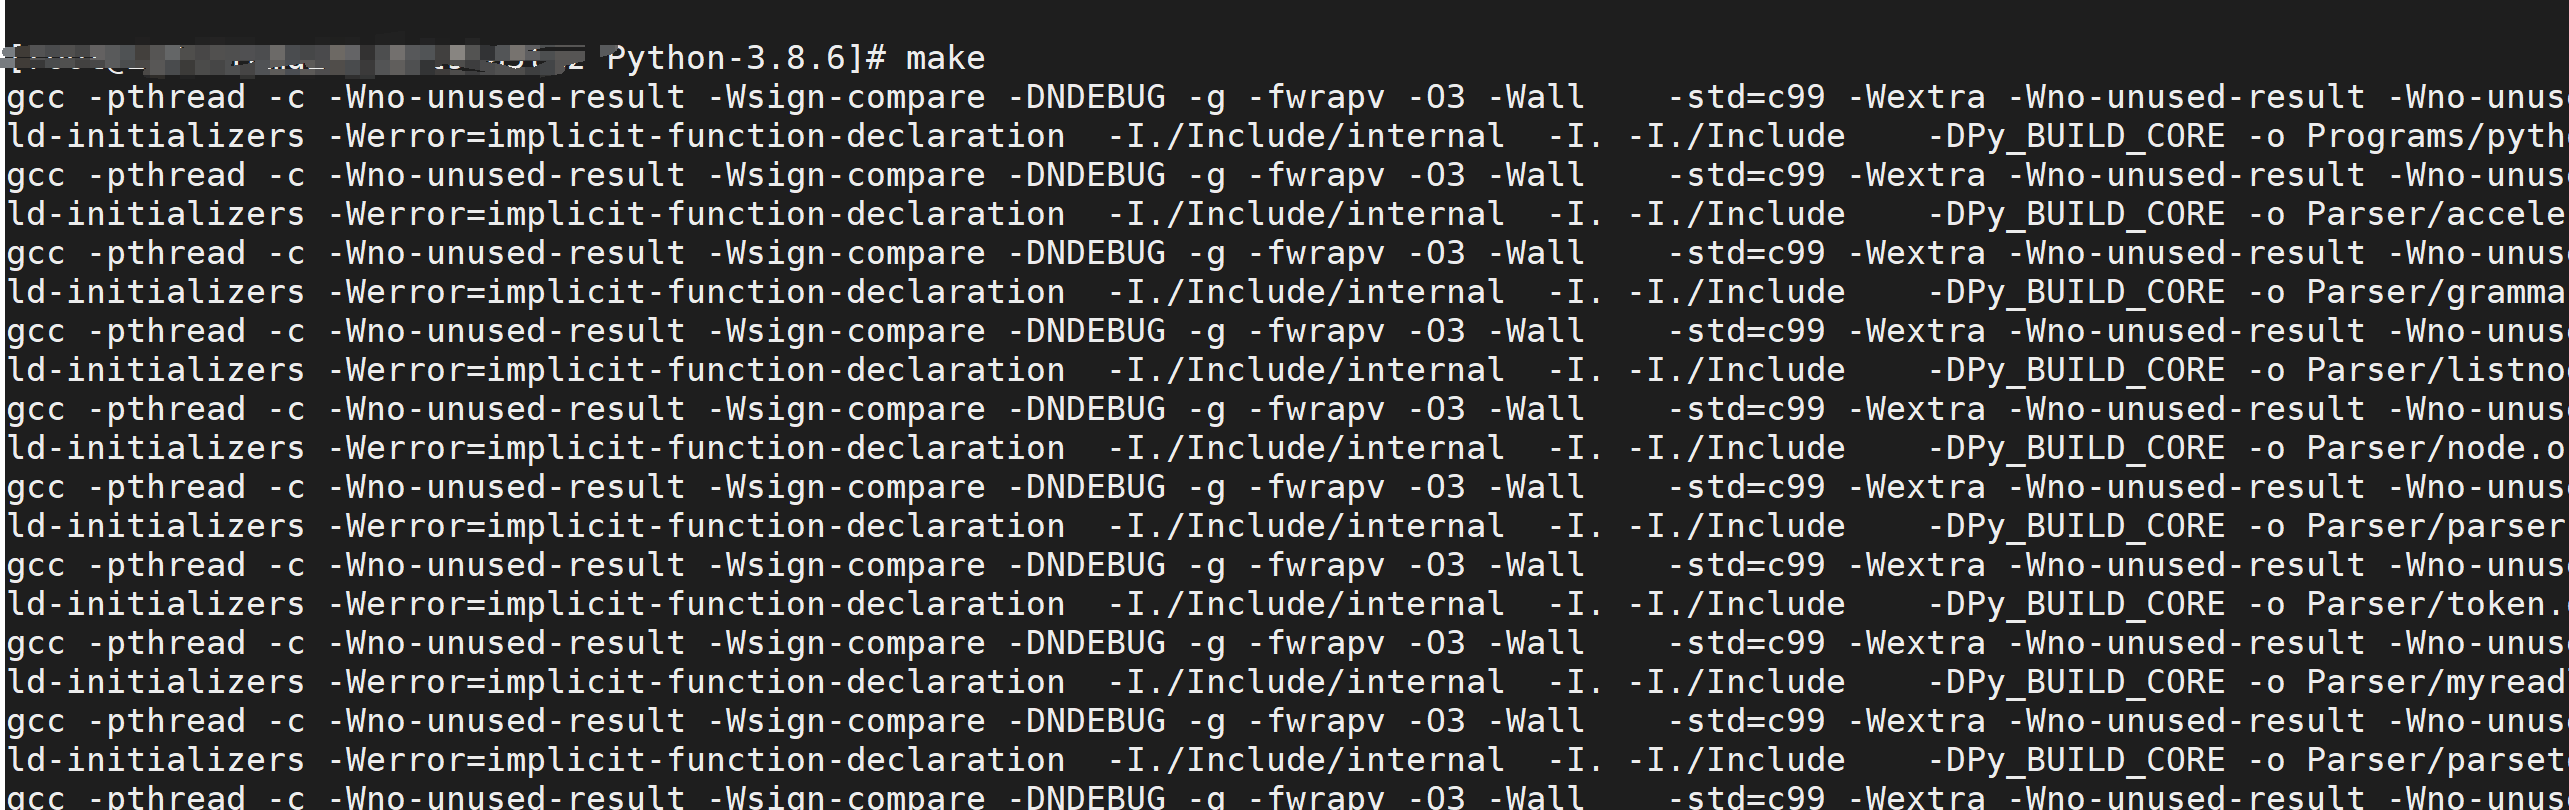 Python-3.8.6]# make
gcc -pthread -c -Wno-unused-result -Wsign-compare -DNDEBUG -g -fwrapv -O3 -Wall    -std=c99 -Wextra -Wno-unused-result -Wno-unus
ld-initializers -Werror=implicit-function-declaration  -I./Include/internal  -I. -I./Include    -DPy_BUILD_CORE -o Programs/pyth
gcc -pthread -c -Wno-unused-result -Wsign-compare -DNDEBUG -g -fwrapv -O3 -Wall    -std=c99 -Wextra -Wno-unused-result -Wno-unus
ld-initializers -Werror=implicit-function-declaration  -I./Include/internal  -I. -I./Include    -DPy_BUILD_CORE -o Parser/accele
gcc -pthread -c -Wno-unused-result -Wsign-compare -DNDEBUG -g -fwrapv -O3 -Wall    -std=c99 -Wextra -Wno-unused-result -Wno-unus
ld-initializers -Werror=implicit-function-declaration  -I./Include/internal  -I. -I./Include    -DPy_BUILD_CORE -o Parser/gramma
gcc -pthread -c -Wno-unused-result -Wsign-compare -DNDEBUG -g -fwrapv -O3 -Wall    -std=c99 -Wextra -Wno-unused-result -Wno-unus
ld-initializers -Werror=implicit-function-declaration  -I./Include/internal  -I. -I./Include    -DPy_BUILD_CORE -o Parser/listno
gcc -pthread -c -Wno-unused-result -Wsign-compare -DNDEBUG -g -fwrapv -O3 -Wall    -std=c99 -Wextra -Wno-unused-result -Wno-unus
ld-initializers -Werror=implicit-function-declaration  -I./Include/internal  -I. -I./Include    -DPy_BUILD_CORE -o Parser/node.o
gcc -pthread -c -Wno-unused-result -Wsign-compare -DNDEBUG -g -fwrapv -O3 -Wall    -std=c99 -Wextra -Wno-unused-result -Wno-unus
ld-initializers -Werror=implicit-function-declaration  -I./Include/internal  -I. -I./Include    -DPy_BUILD_CORE -o Parser/parser
gcc -pthread -c -Wno-unused-result -Wsign-compare -DNDEBUG -g -fwrapv -O3 -Wall    -std=c99 -Wextra -Wno-unused-result -Wno-unus
ld-initializers -Werror=implicit-function-declaration  -I./Include/internal  -I. -I./Include    -DPy_BUILD_CORE -o Parser/token.
gcc -pthread -c -Wno-unused-result -Wsign-compare -DNDEBUG -g -fwrapv -O3 -Wall    -std=c99 -Wextra -Wno-unused-result -Wno-unus
ld-initializers -Werror=implicit-function-declaration  -I./Include/internal  -I. -I./Include    -DPy_BUILD_CORE -o Parser/myread
gcc -pthread -c -Wno-unused-result -Wsign-compare -DNDEBUG -g -fwrapv -O3 -Wall    -std=c99 -Wextra -Wno-unused-result -Wno-unus
ld-initializers -Werror=implicit-function-declaration  -I./Include/internal  -I. -I./Include    -DPy_BUILD_CORE -o Parser/parset
gcc -pthread -c -Wno-unused-result -Wsign-compare -DNDEBUG -g -fwrapv -O3 -Wall    -std=c99 -Wextra -Wno-unused-result -Wno-unus